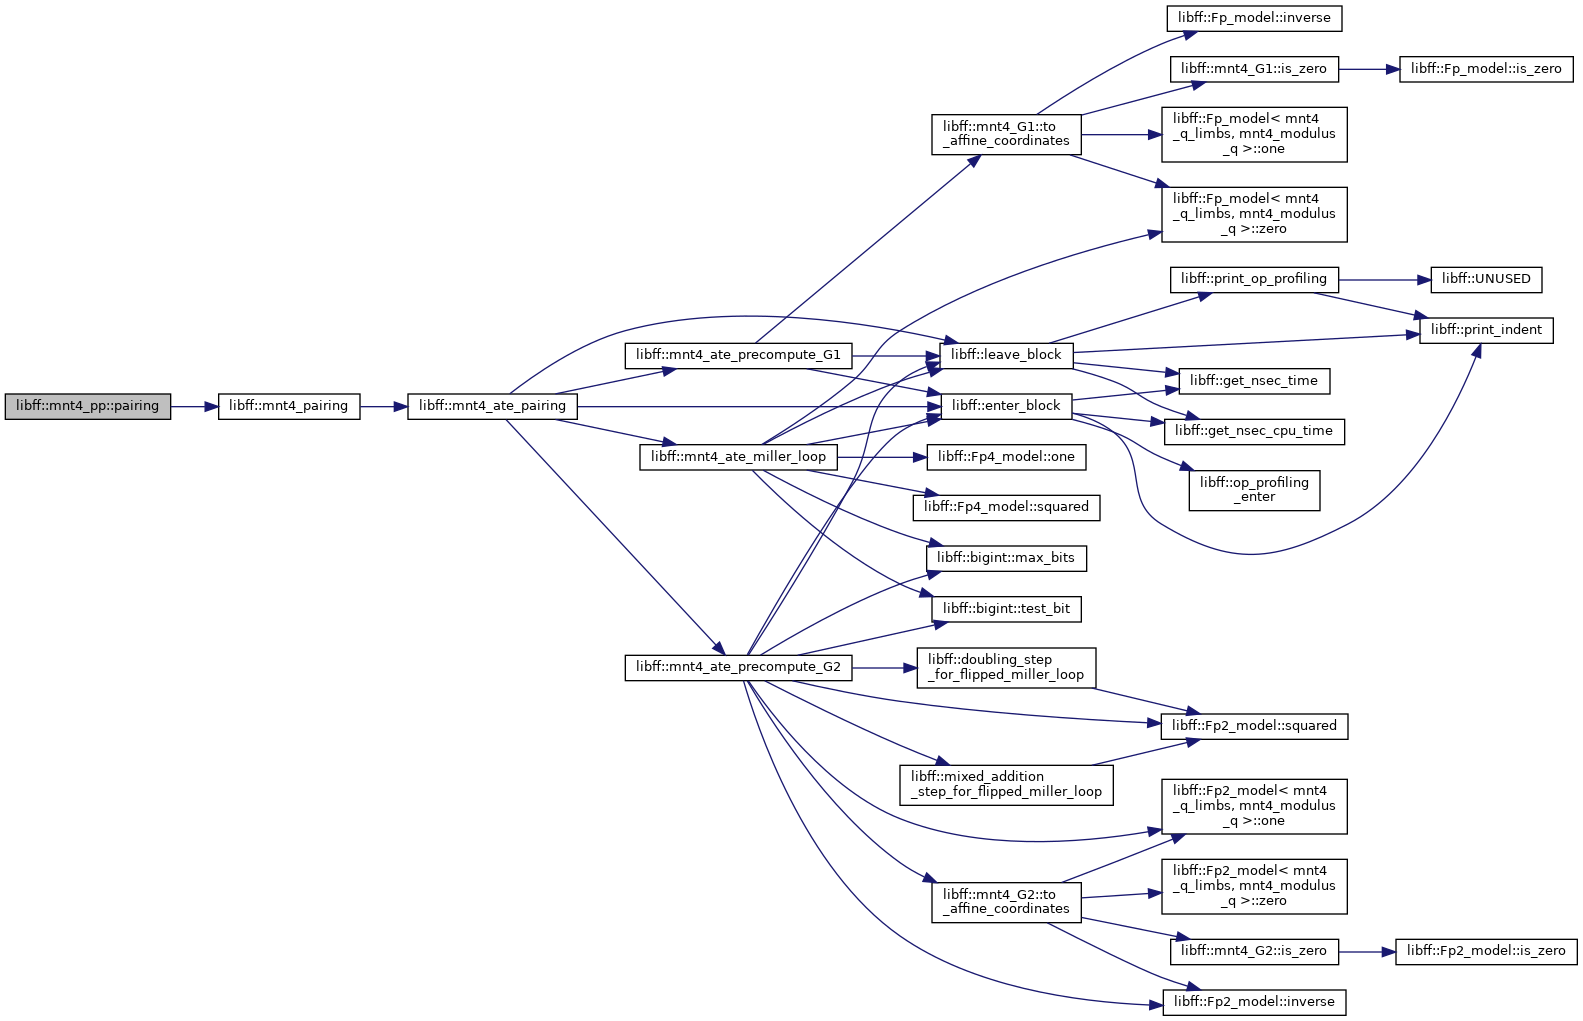 libff::Fp_model::inverse
libff::mnt4_G1::is_zero
libff::Fp_model::is_zero
libff::mnt4_G1::to
_affine_coordinates
libff::Fp_model< mnt4
_q_limbs, mnt4_modulus
_q >::one
libff::Fp_model< mnt4
_q_limbs, mnt4_modulus
_q >::zero
libff::print_op_profiling
libff::UNUSED
libff::print_indent
libff::mnt4_ate_precompute_G1
libff::leave_block
libff::get_nsec_time
libff::mnt4_pp::pairing
libff::mnt4_pairing
libff::mnt4_ate_pairing
libff::enter_block
libff::get_nsec_cpu_time
libff::mnt4_ate_miller_loop
libff::Fp4_model::one
libff::op_profiling
_enter
libff::Fp4_model::squared
libff::bigint::max_bits
libff::bigint::test_bit
libff::mnt4_ate_precompute_G2
libff::doubling_step
_for_flipped_miller_loop
libff::Fp2_model::squared
libff::mixed_addition
_step_for_flipped_miller_loop
libff::Fp2_model< mnt4
_q_limbs, mnt4_modulus
_q >::one
libff::mnt4_G2::to
_affine_coordinates
libff::Fp2_model< mnt4
_q_limbs, mnt4_modulus
_q >::zero
libff::mnt4_G2::is_zero
libff::Fp2_model::is_zero
libff::Fp2_model::inverse